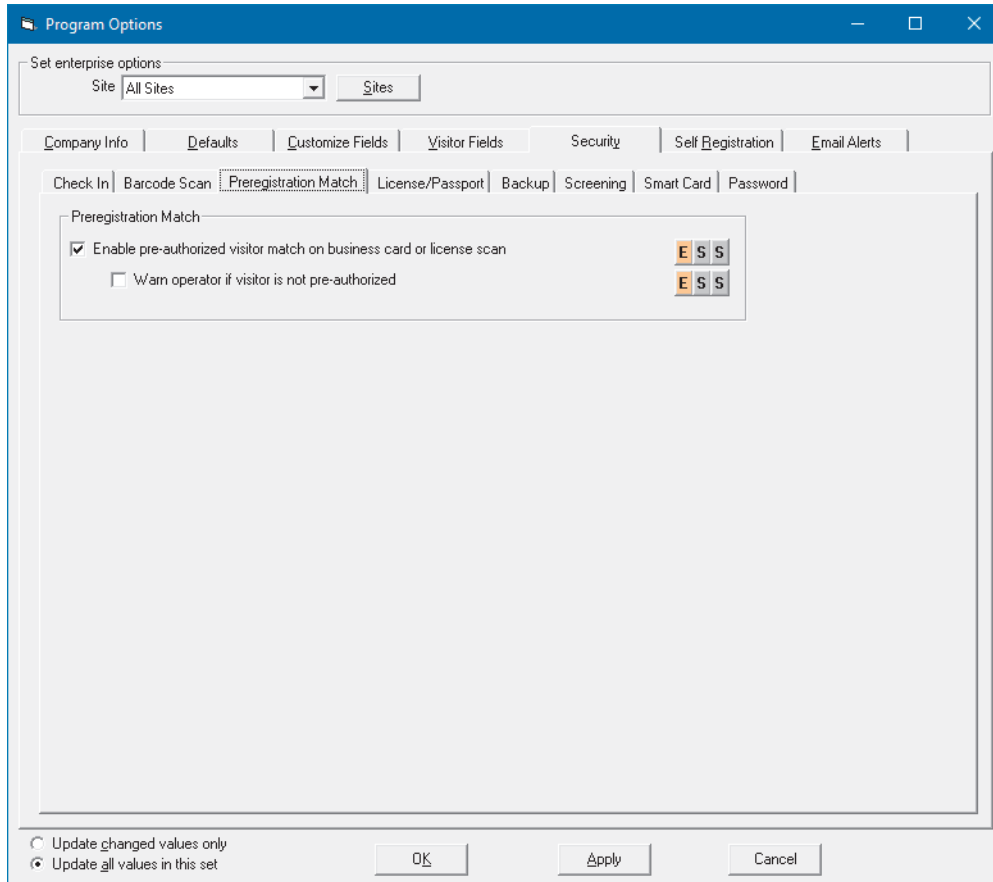 Program Options
Set enterprise options
Site All Sites Sites
Company Info Defaults Customize Fields Visitor Fields Security Self Registration Email Alerts
Check In Barcode Scan Preregistration Match License/Passport Backup Screening Smart Card Password
Preregistration Match
Enable pre-authorized visitor match on business card or license scan E S S
Warn operator if visitor is not pre-authorized E S S
Update changed values only
Update all values in this set
OK Apply Cancel